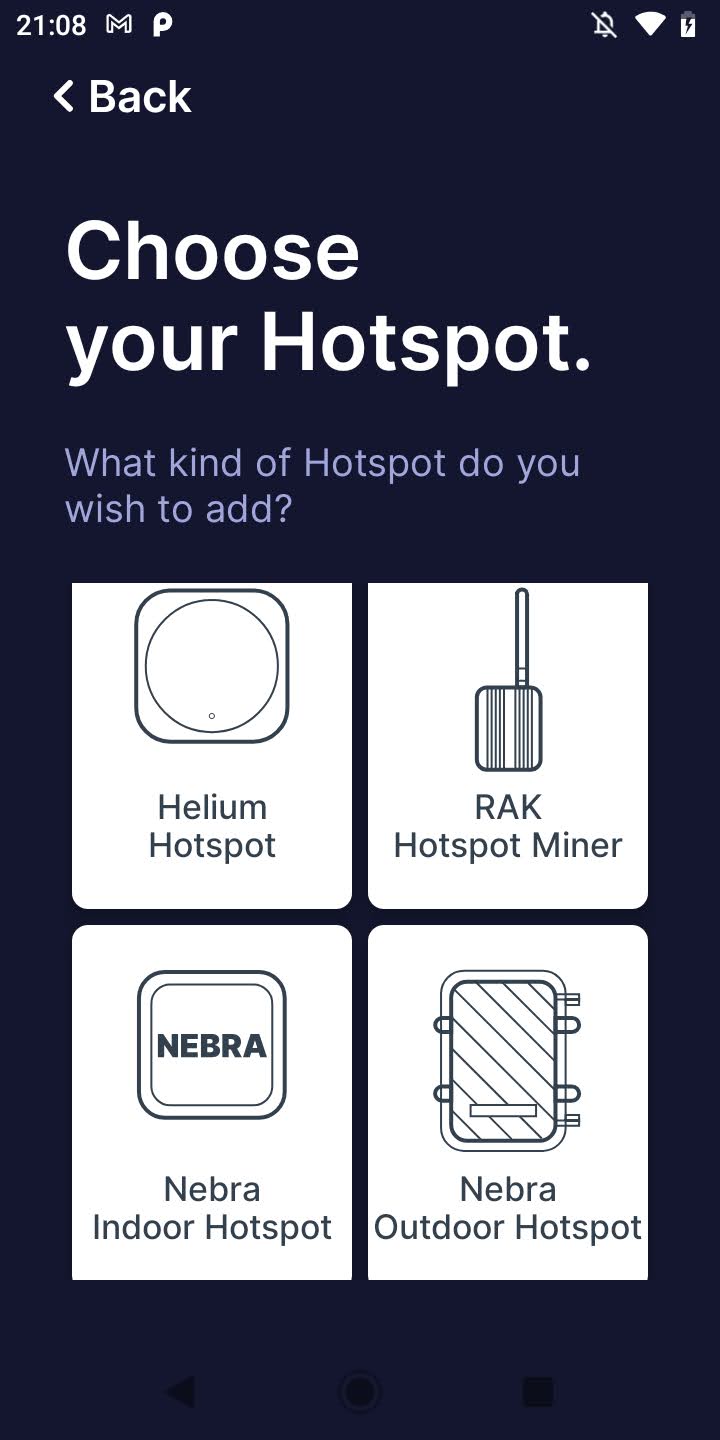 21:08
Back
Choose
your Hotspot.
What kind of Hotspot do you
wish to add?
Helium
Hotspot
RAK
Hotspot Miner
NEBRA
Nebra
Indoor Hotspot
Nebra
Outdoor Hotspot